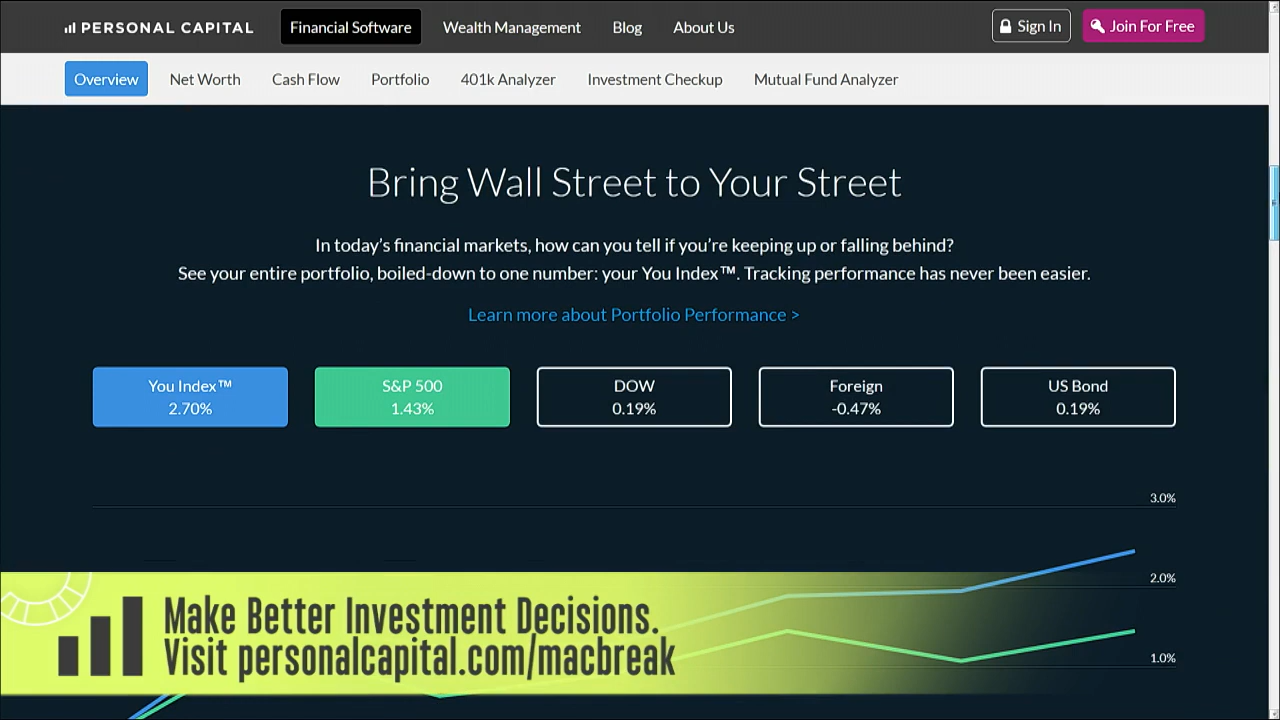 PERSONAL CAPITAL Financial Software Wealth Management Blog About Us Sign In Join For Free
Overview Net Worth Cash Flow Portfolio 401k Analyzer Investment Checkup Mutual Fund Analyzer
Bring Wall Street to Your Street
In today's financial markets, how can you tell if you're keeping up or falling behind?
See your entire portfolio, boiled-down to one number: your You Index™. Tracking performance has never been easier.
Learn more about Portfolio Performance >
You Index™ S&P 500 DOW Foreign US Bond
2.70% 1.43% 0.19% -0.47% 0.19%
3.0%
2.0%
Make Better Investment Decisions.
Visit personalcapital.com/macbreak
1.0%